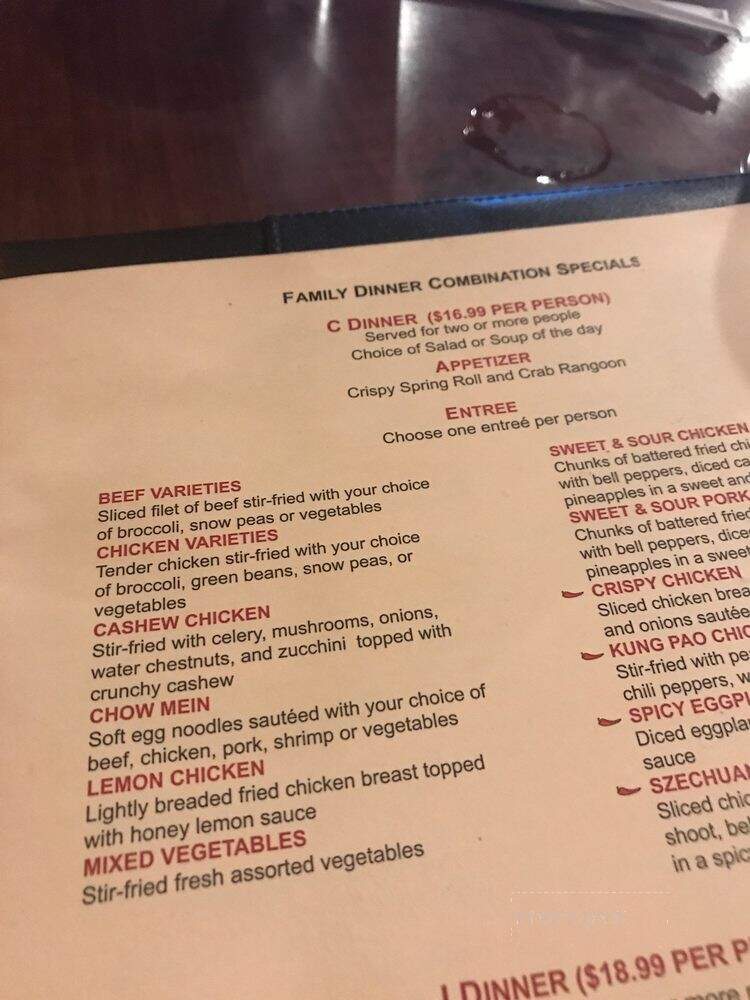 FAMILY DINNER COMBINATION SPECIALS
C DINNER ($16.99 PER PERSON)
Served for two or more people
Choice of Salad or Soup of the day
APPETIZER
Crispy Spring Roll and Crab Rangoon
ENTREE
Choose one entreé per person
BEEF VARIETIES
Sliced filet of beef stir-fried with your choice
of broccoli, snow peas or vegetables
CHICKEN VARIETIES
Tender chicken stir-fried with your choice
of broccoli, green beans, snow peas, or
vegetables
CASHEW CHICKEN
Stir-fried with celery, mushrooms, onions,
water chestnuts, and zucchini topped with
crunchy cashew
CHOW MEIN
Soft egg noodles sautéed with your choice of
beef, chicken, pork, shrimp or vegetables
LEMON CHICKEN
Lightly breaded fried chicken breast topped
with honey lemon sauce
MIXED VEGETABLES
Stir-fried fresh assorted vegetables
SWEET & SOUR CHICKEN
Chunks of battered fried
with bell peppers, diced
pineapples in a sweet and
SWEET & SOUR PORK
Chunks of battered fried
with bell peppers,
pineapples in a sweet
CRISPY CHICKEN
Sliced chicken
and onions
KUNG PAO
Stir-fried with
chili peppers,
SPICY
Diced
sauce
SZECHUAN
Sliced
shoot,
in a
DINNER ($18.99 PER
more